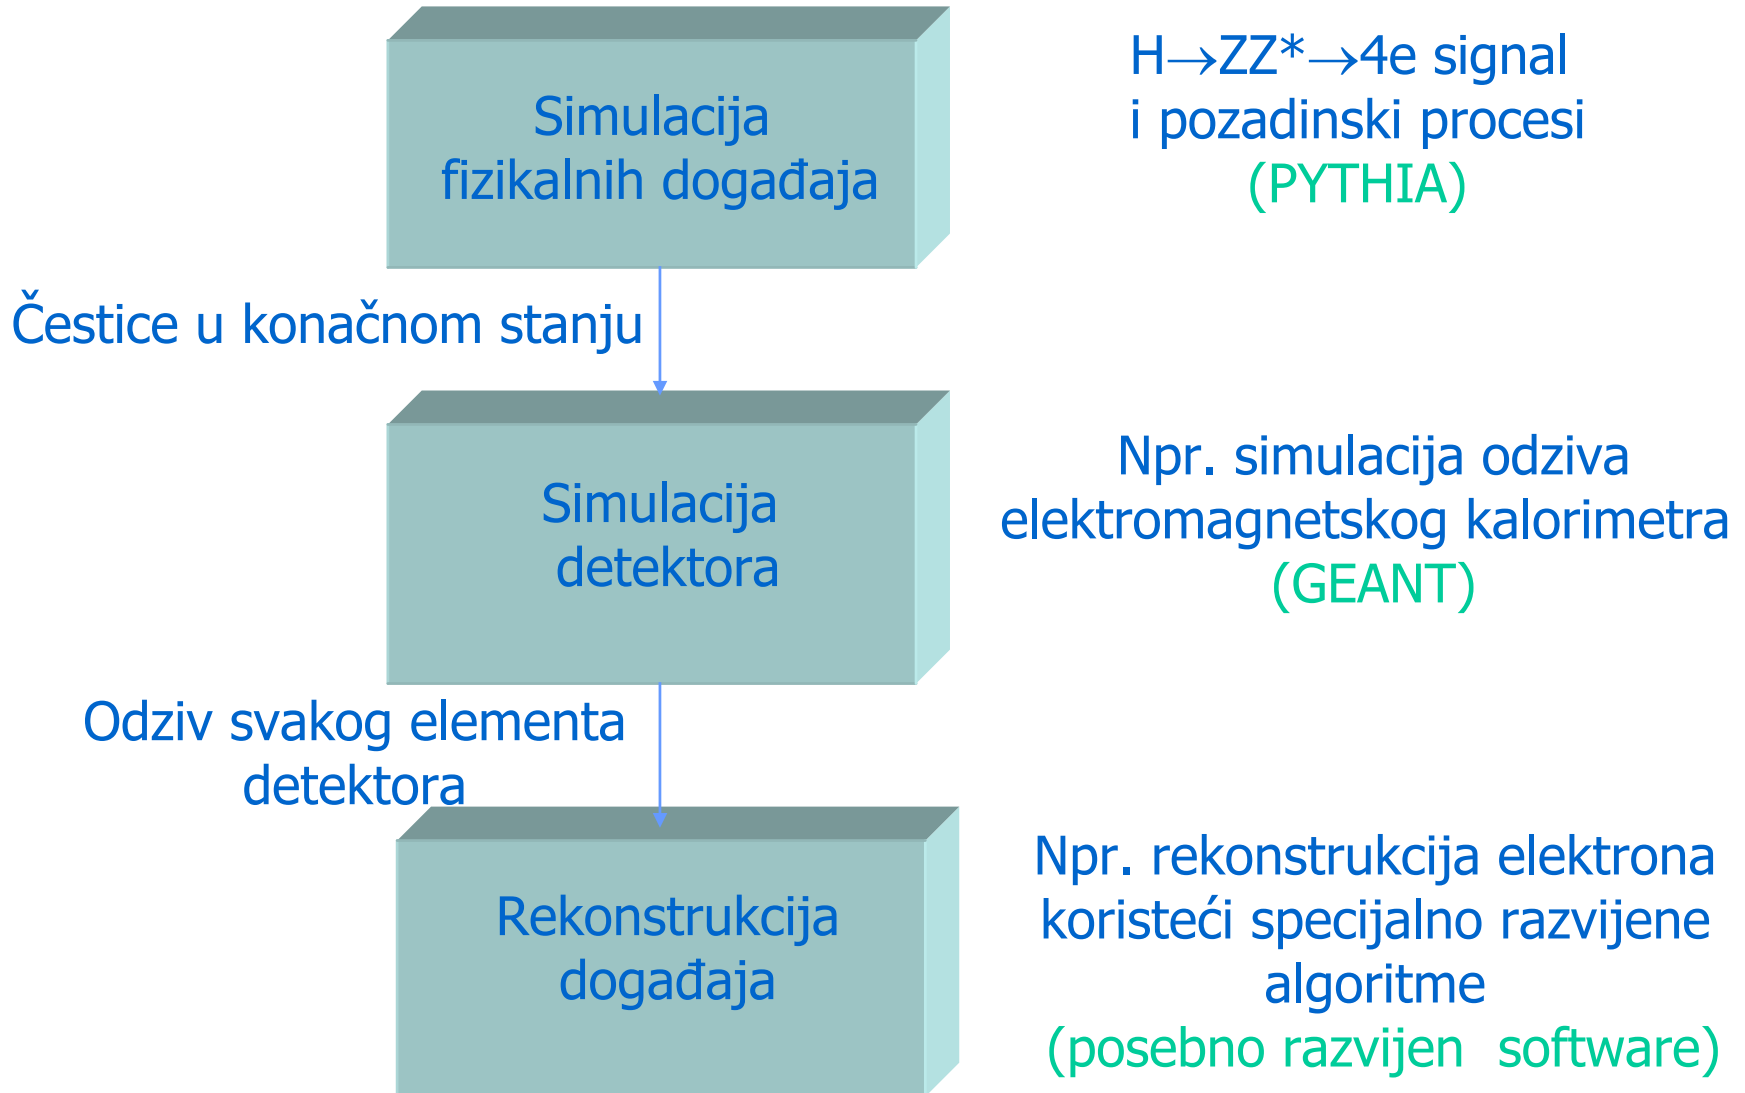 Simulacija
fizikalnih događaja
H→ZZ*→4e signal
i pozadinski procesi
(PYTHIA)
Čestice u konačnom stanju
Simulacija
detektora
Npr. simulacija odziva
elektromagnetskog kalorimetra
(GEANT)
Odziv svakog elementa
detektora
Rekonstrukcija
događaja
Npr. rekonstrukcija elektrona
koristeći specijalno razvijene
algoritme
(posebno razvijen  software)